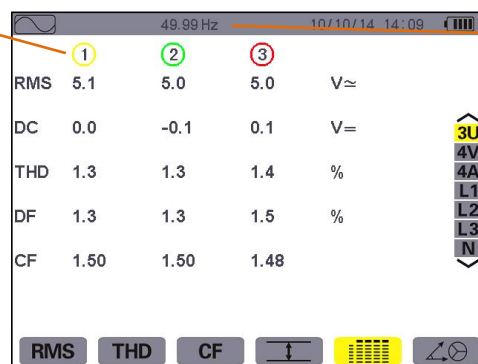 49.99 Hz 10/10/14 14:09
1 2 3
RMS 5.1 5.0 5.0 V≃
DC 0.0 -0.1 0.1 V=
THD 1.3 1.3 1.4 %
DF 1.3 1.3 1.5 %
CF 1.50 1.50 1.48
3U
4V
4A
L1
L2
L3
N
RMS THD CF